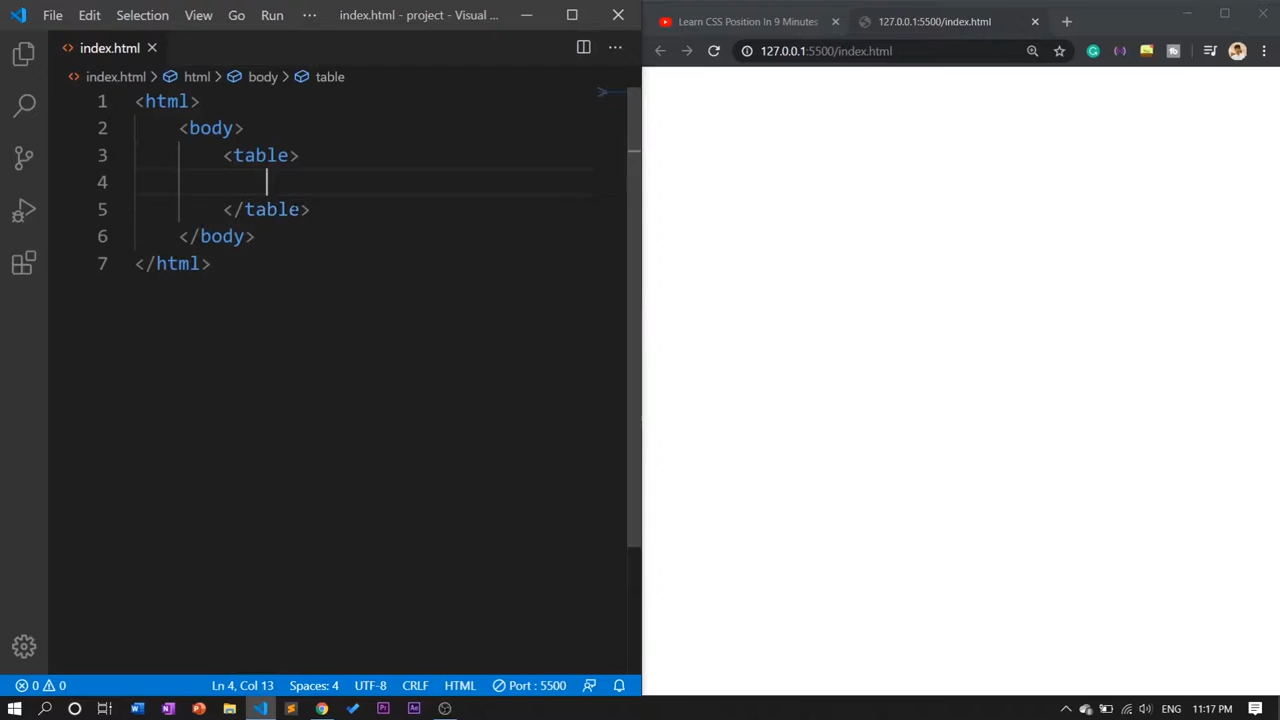 File Edit Selection View Go Run ··· index.html - project - Visual ...
index.html
index.html > html > body > table
1 <html>
2 <body>
3 <table>
4
5 </table>
6 </body>
7 </html>
0 0 Ln 4, Col 13 Spaces: 4 UTF-8 CRLF HTML Port : 5500
Learn CSS Position In 9 Minutes
127.0.0.1:5500/index.html
127.0.0.1:5500/index.html
ENG 11:17 PM